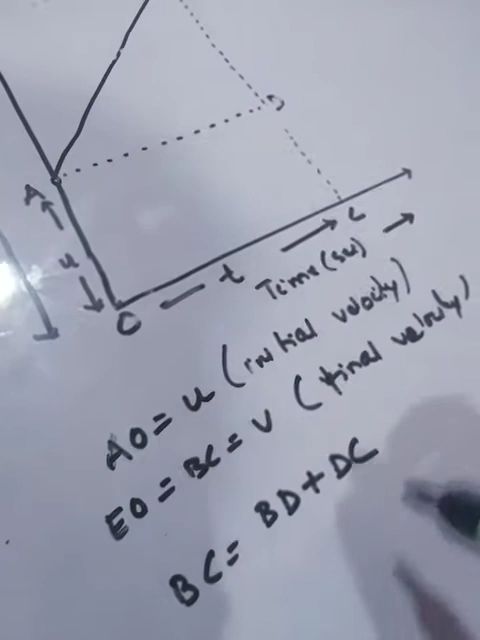 D
A
u
C
t
Time (sec)
O
AO = u (initial velocity)
EO = BC = v (final velocity)
BC = BD + DC